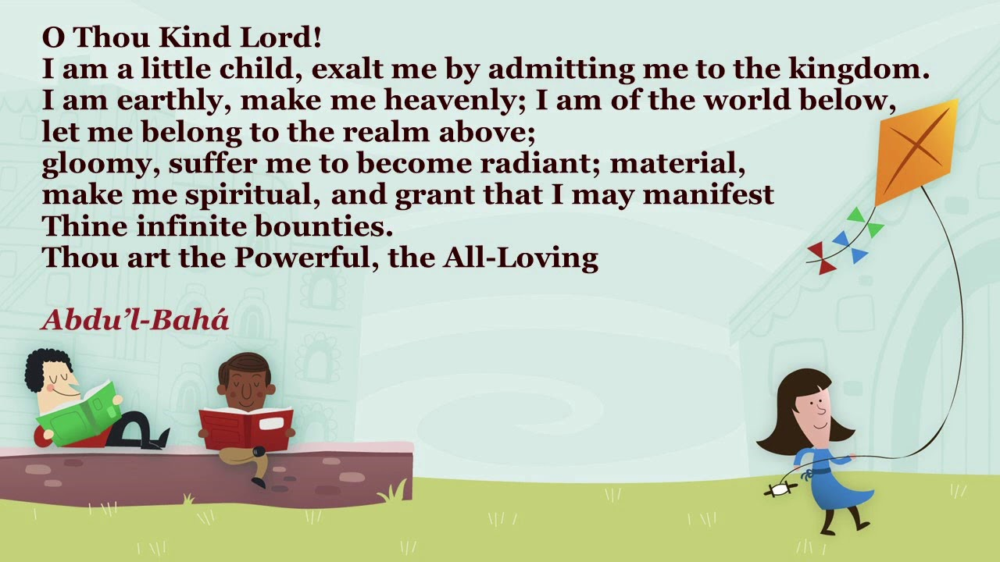 O Thou Kind Lord!
I am a little child, exalt me by admitting me to the kingdom.
I am earthly, make me heavenly; I am of the world below,
let me belong to the realm above;
gloomy, suffer me to become radiant; material,
make me spiritual, and grant that I may manifest
Thine infinite bounties.
Thou art the Powerful, the All-Loving
Abdu’l-Bahá